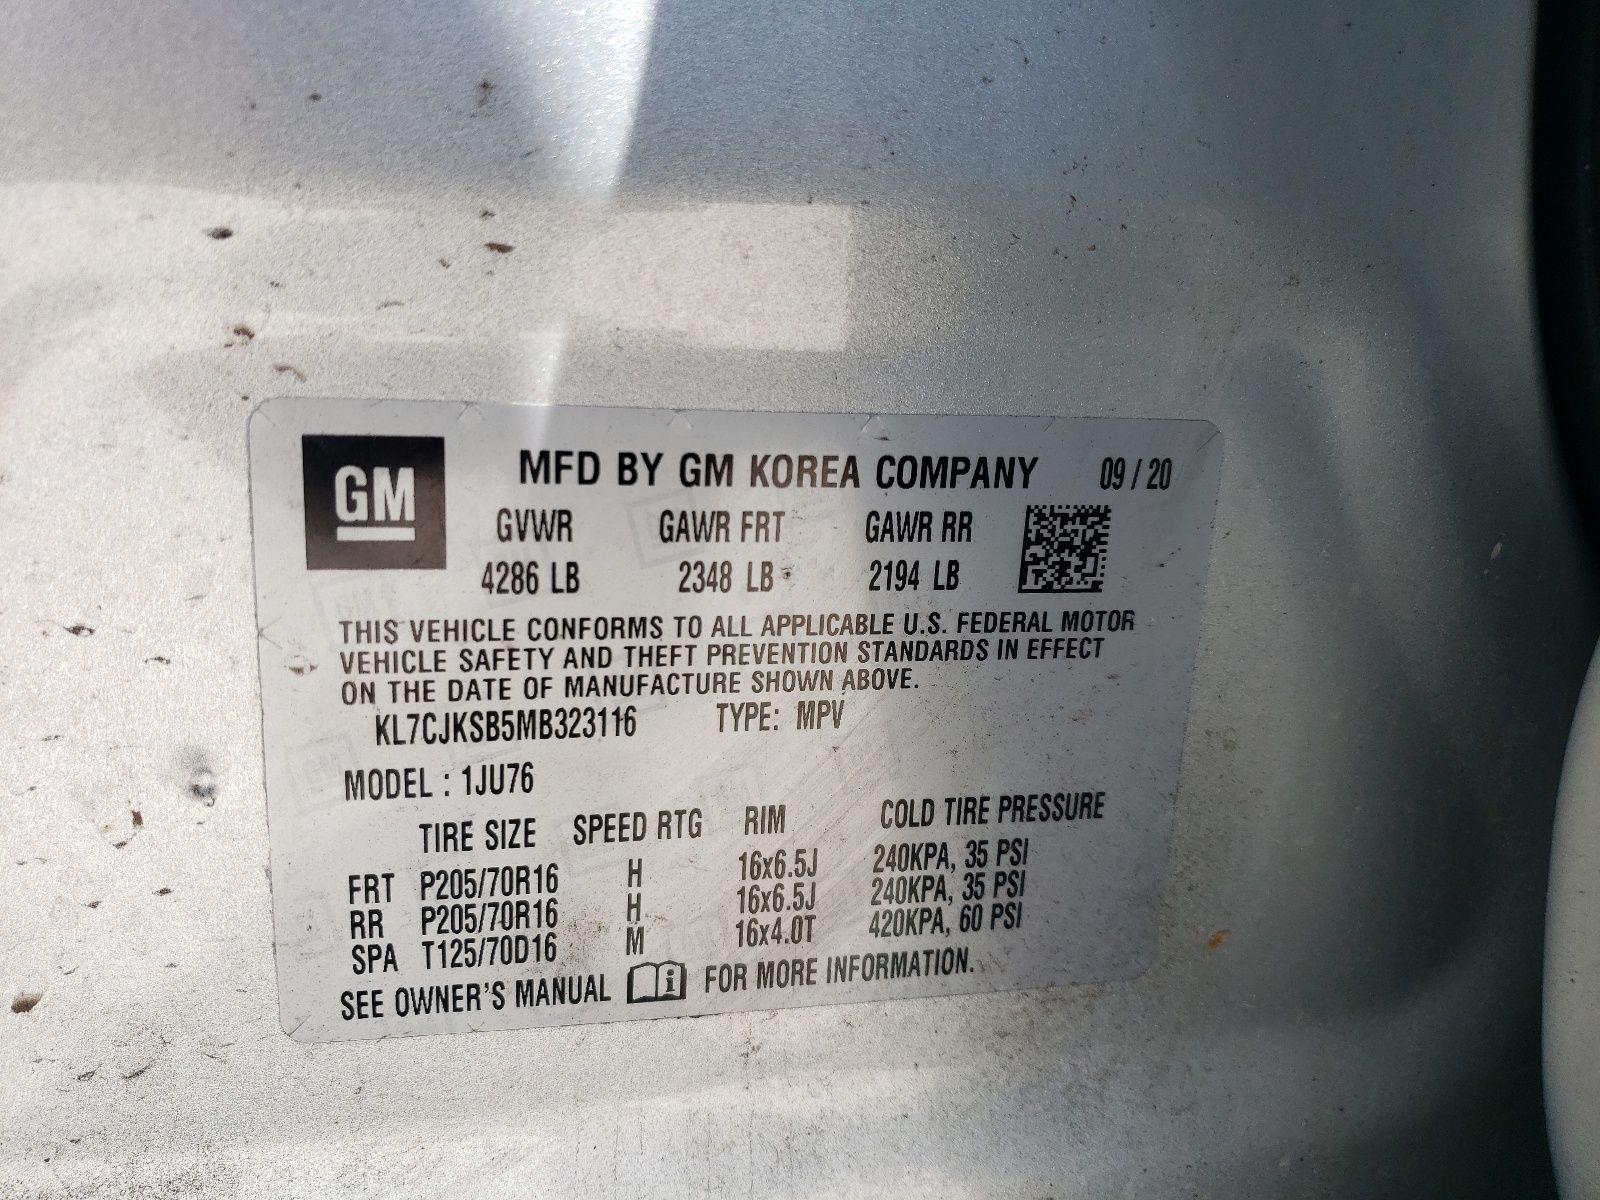 GM
MFD BY GM KOREA COMPANY 09 / 20
GVWR GAWR FRT GAWR RR
4286 LB 2348 LB 2194 LB
THIS VEHICLE CONFORMS TO ALL APPLICABLE U.S. FEDERAL MOTOR
VEHICLE SAFETY AND THEFT PREVENTION STANDARDS IN EFFECT
ON THE DATE OF MANUFACTURE SHOWN ABOVE.
KL7CJKSB5MB323116 TYPE: MPV
MODEL : 1JU76
TIRE SIZE SPEED RTG RIM COLD TIRE PRESSURE
FRT P205/70R16 H 16x6.5J 240KPA, 35 PSI
RR P205/70R16 H 16x6.5J 240KPA, 35 PSI
SPA T125/70D16 M 16x4.0T 420KPA, 60 PSI
SEE OWNER'S MANUAL i FOR MORE INFORMATION.